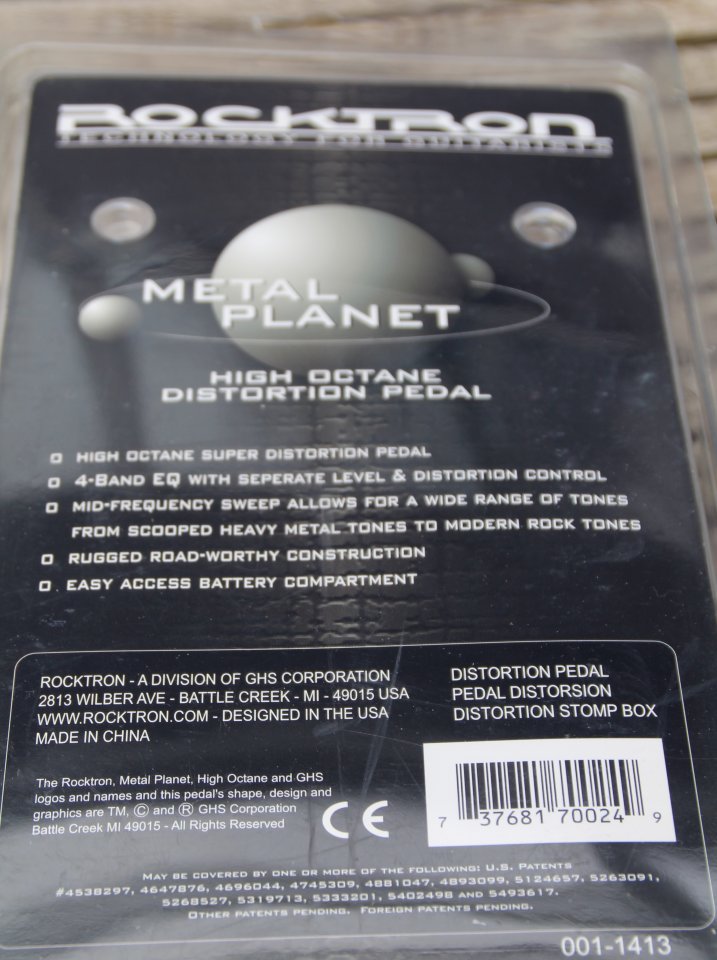 ROCKTRON
TECHNOLOGY FOR GUITARISTS
METAL
PLANET
HIGH OCTANE
DISTORTION PEDAL
HIGH OCTANE SUPER DISTORTION PEDAL
4-BAND EQ WITH SEPERATE LEVEL & DISTORTION CONTROL
MID-FREQUENCY SWEEP ALLOWS FOR A WIDE RANGE OF TONES
FROM SCOOPED HEAVY METAL TONES TO MODERN ROCK TONES
RUGGED ROAD-WORTHY CONSTRUCTION
EASY ACCESS BATTERY COMPARTMENT
ROCKTRON - A DIVISION OF GHS CORPORATION
2813 WILBER AVE - BATTLE CREEK - MI - 49015 USA
WWW.ROCKTRON.COM - DESIGNED IN THE USA
MADE IN CHINA
DISTORTION PEDAL
PEDAL DISTORSION
DISTORTION STOMP BOX
The Rocktron, Metal Planet, High Octane and GHS
logos and names and this pedal's shape, design and
graphics are TM, Ⓒ and Ⓡ GHS Corporation
Battle Creek MI 49015 - All Rights Reserved
CE
7 37681 70024 9
MAY BE COVERED BY ONE OR MORE OF THE FOLLOWING: U.S. PATENTS
#4538297, 4647876, 4696044, 4745309, 4881047, 4893099, 5124657, 5263091,
5268527, 5319713, 5333201, 5402498 AND 5493617.
OTHER PATENTS PENDING. FOREIGN PATENTS PENDING.
001-1413